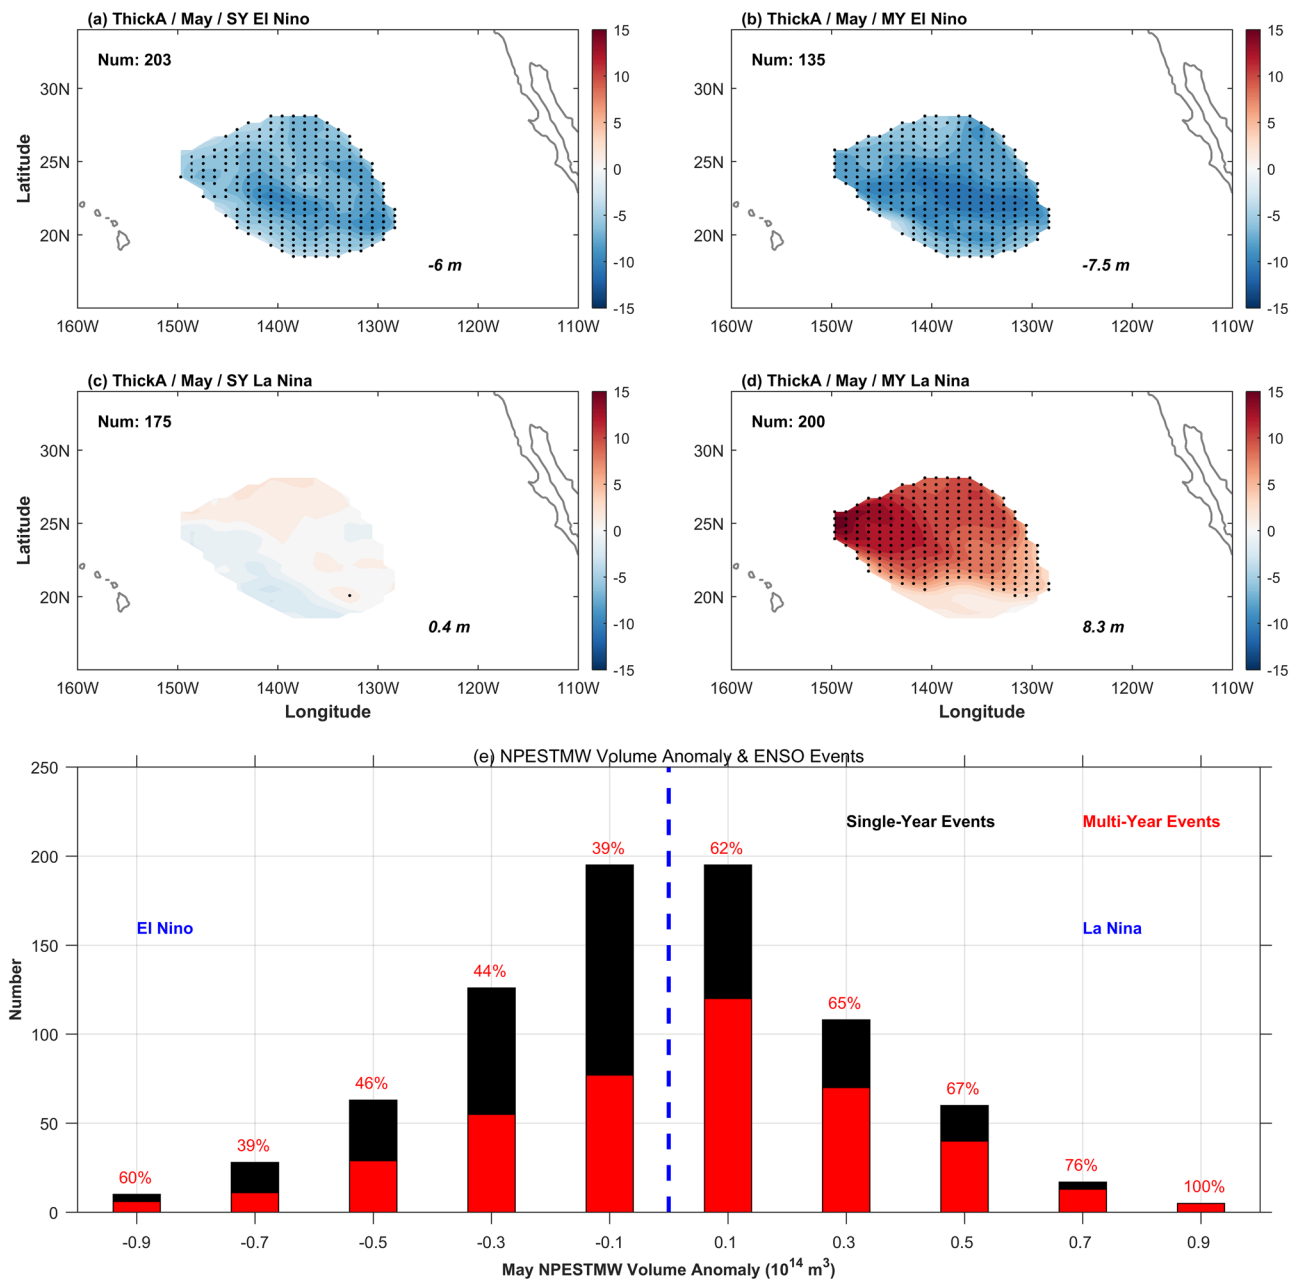 (a) ThickA / May / SY El Nino
Num: 203
Latitude
30N
25N
20N
-6 m
160W 150W 140W 130W 120W 110W
15
10
5
0
-5
-10
-15
(b) ThickA / May / MY El Nino
Num: 135
30N
25N
20N
-7.5 m
160W 150W 140W 130W 120W 110W
15
10
5
0
-5
-10
-15
(c) ThickA / May / SY La Nina
Num: 175
Latitude
30N
25N
20N
0.4 m
160W 150W 140W 130W 120W 110W
Longitude
15
10
5
0
-5
-10
-15
(d) ThickA / May / MY La Nina
Num: 200
30N
25N
20N
8.3 m
160W 150W 140W 130W 120W 110W
Longitude
15
10
5
0
-5
-10
-15
(e) NPESTMW Volume Anomaly & ENSO Events
Number
250
200
150
100
50
0
Single-Year Events
Multi-Year Events
El Nino
La Nina
60% 39% 46% 44% 39% 62% 65% 67% 76% 100%
-0.9 -0.7 -0.5 -0.3 -0.1 0.1 0.3 0.5 0.7 0.9
May NPESTMW Volume Anomaly (10^14 m^3)